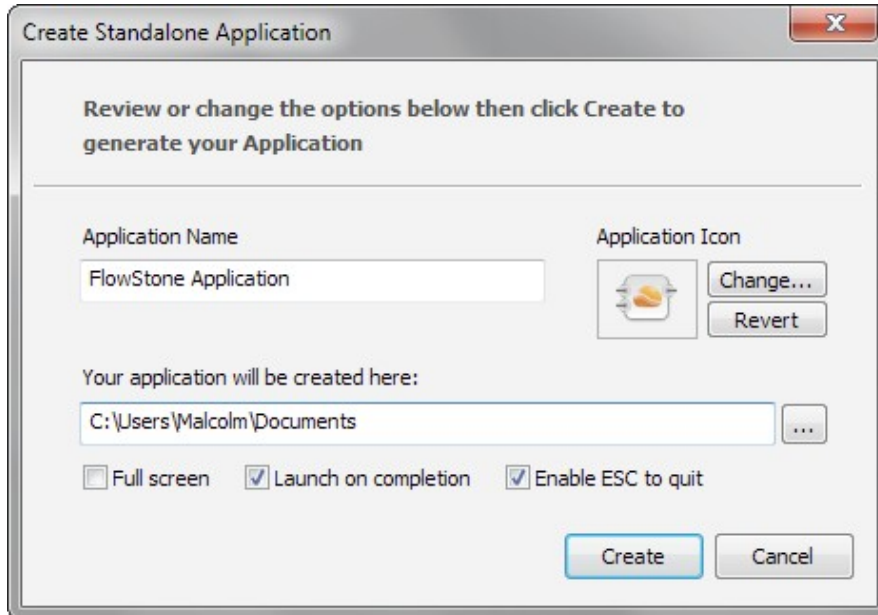 Create Standalone Application
Review or change the options below then click Create to
generate your Application
Application Name
Application Icon
FlowStone Application
Change...
Revert
Your application will be created here:
C:\Users\Malcolm\Documents
...
Full screen
Launch on completion
Enable ESC to quit
Create
Cancel